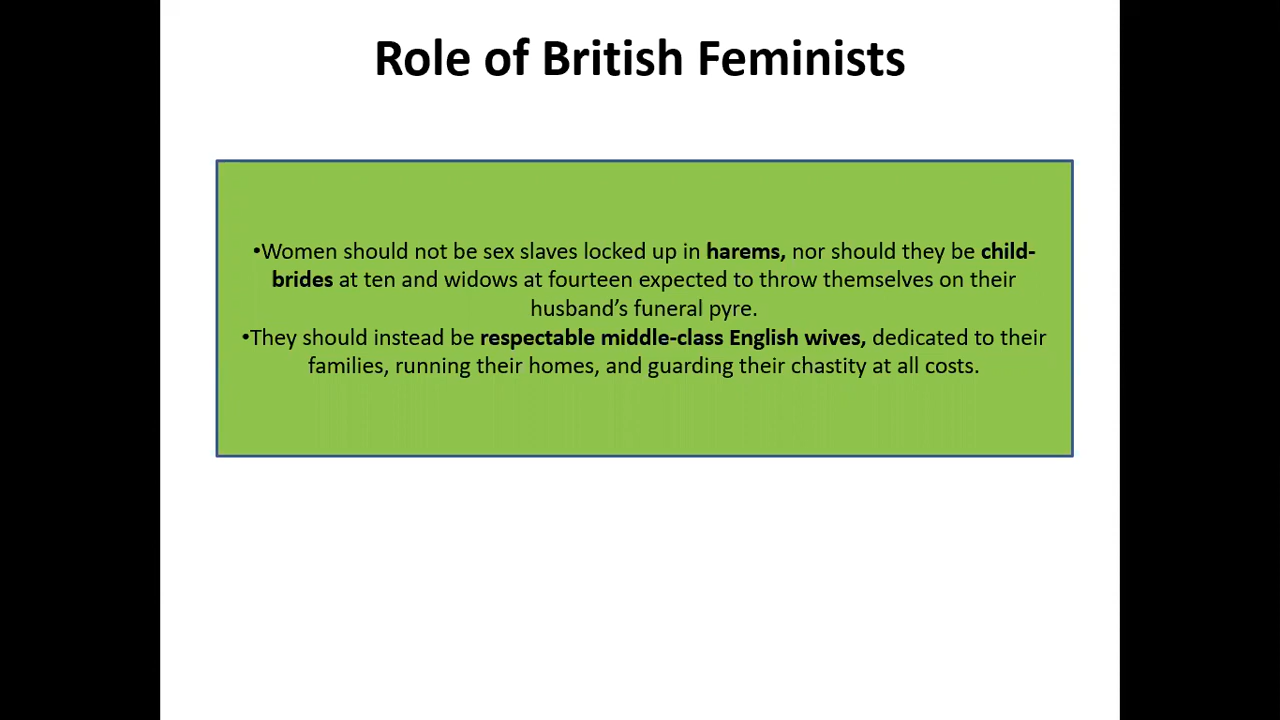 Role of British Feminists
•Women should not be sex slaves locked up in harems, nor should they be child-
brides at ten and widows at fourteen expected to throw themselves on their
husband’s funeral pyre.
•They should instead be respectable middle-class English wives, dedicated to their
families, running their homes, and guarding their chastity at all costs.